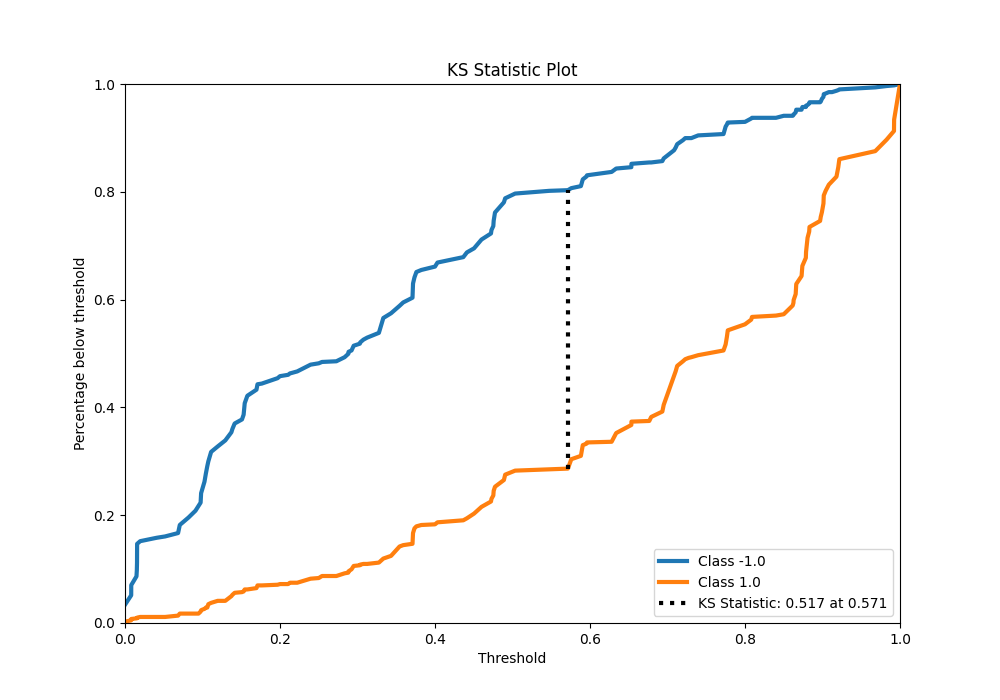 KS Statistic Plot
Percentage below threshold
1.0
0.8
0.6
0.4
0.2
0.0
0.0 0.2 0.4 0.6 0.8 1.0
Threshold
Class -1.0
Class 1.0
KS Statistic: 0.517 at 0.571